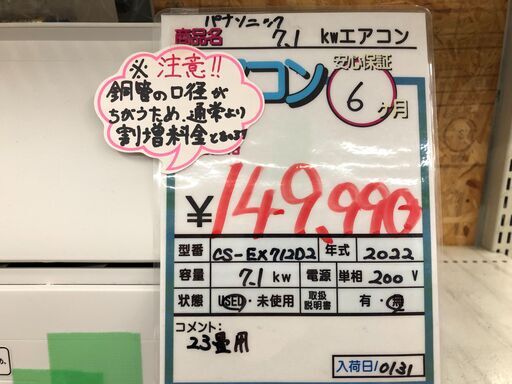 パナソニック
商品名 7.1 kwエアコン
※注意!!
銅管の口径が
ちがうため、通常より
割増料金となります
コン
安心保証
6ヶ月
¥149,990
型番 CS-EX712D2 年式 2022
容量 7.1 kw 電源 単相 200 V
状態 USED・未使用 取扱説明書 有・無
コメント:
23畳用
入荷日 10131